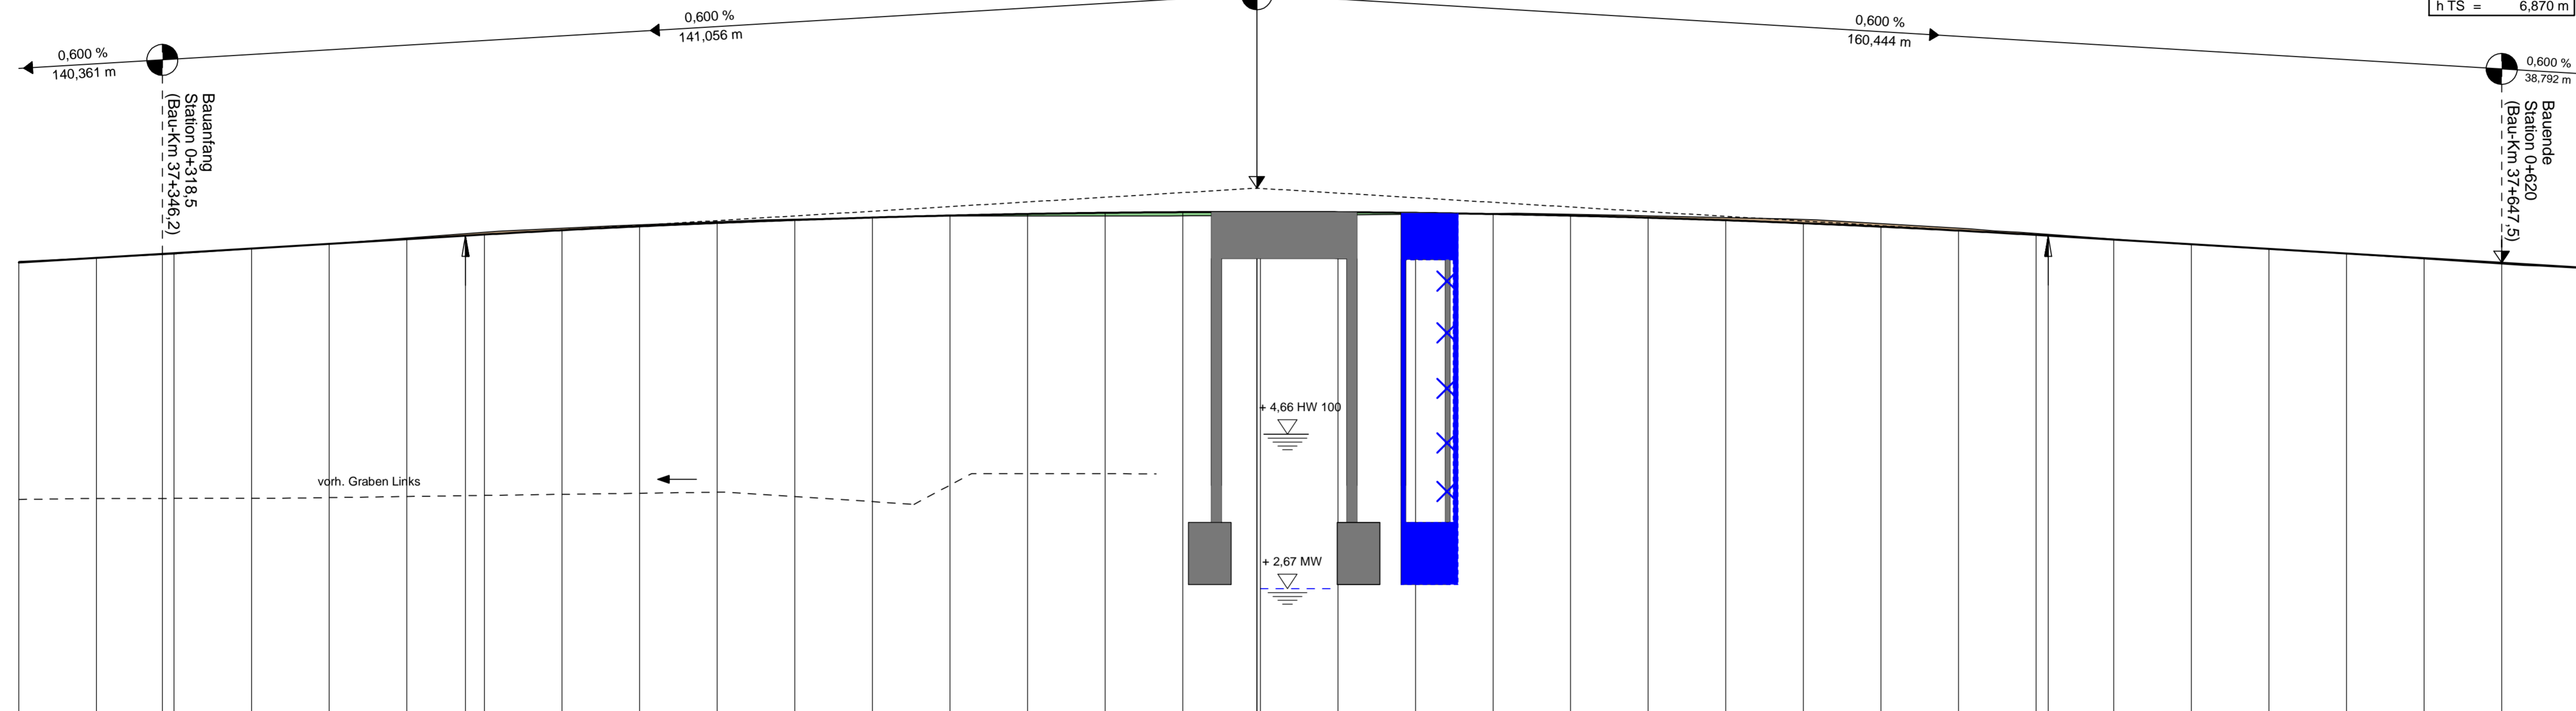 h TS = 6,870 m
0,600 %
141,056 m
0,600 %
160,444 m
0,600 %
140,361 m
0,600 %
38,792 m
Bauanfang
Station 0+318,5
(Bau-Km 37+346,2)
Bauende
Station 0+620
(Bau-Km 37+647,5)
+ 4,66 HW 100
vorh. Graben Links
+ 2,67 MW